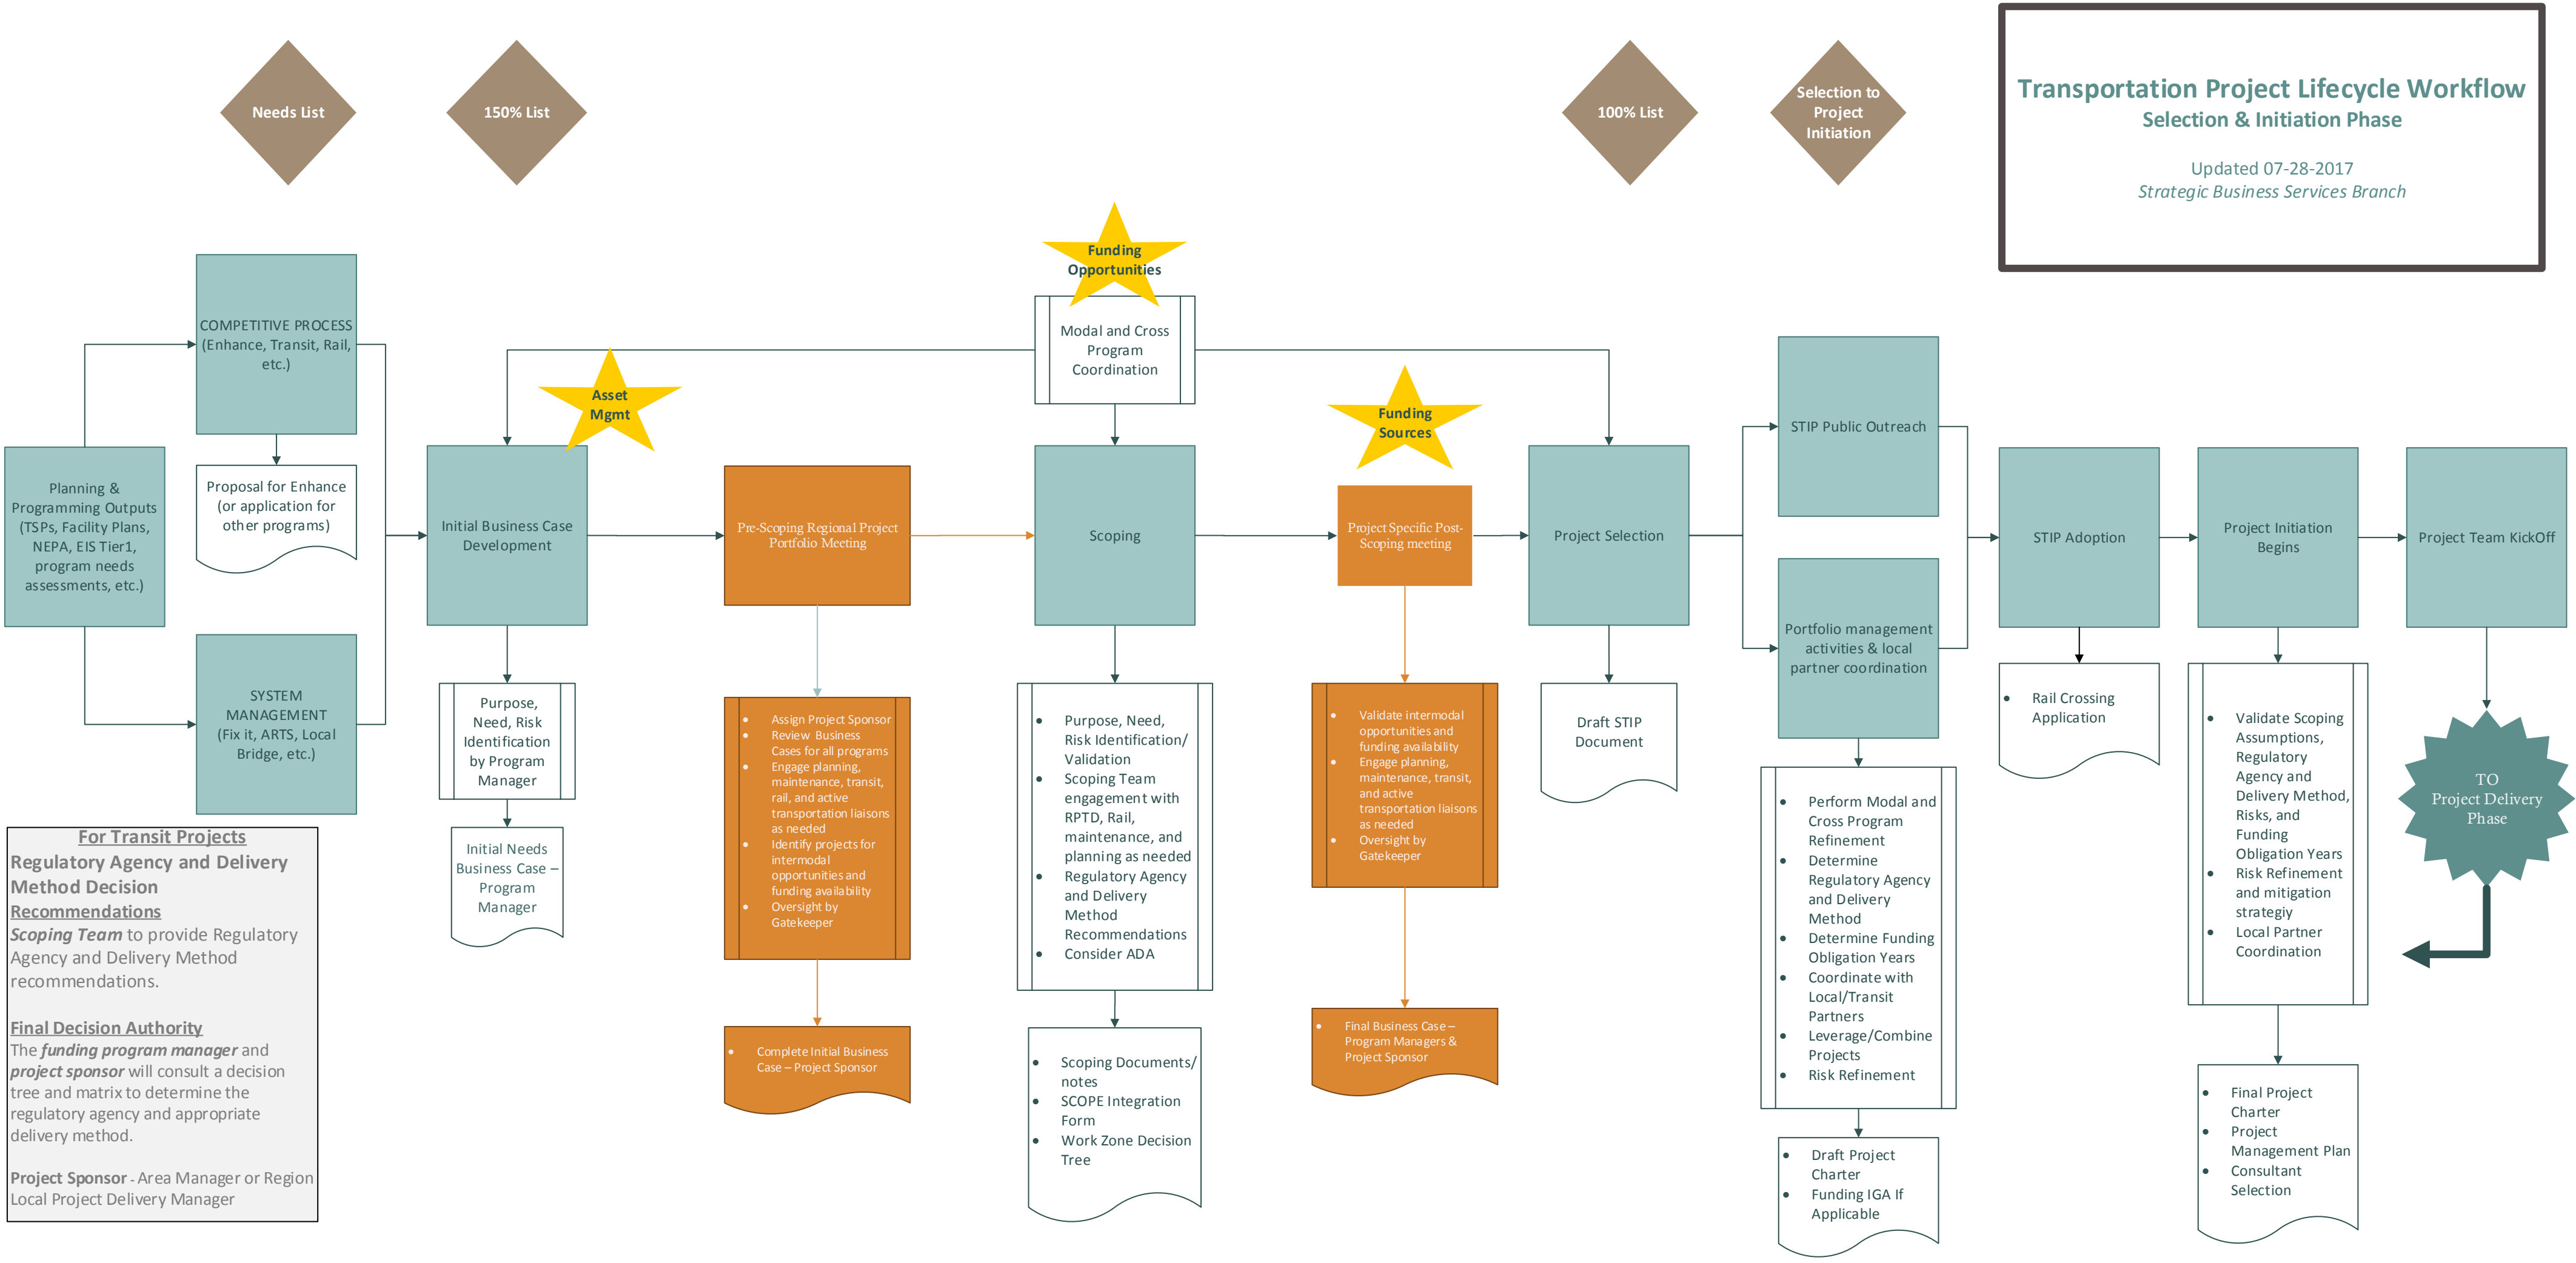 Needs List
150% List
100% List
Selection to
Project
Initiation
Transportation Project Lifecycle Workflow
Selection & Initiation Phase
Updated 07-28-2017
Strategic Business Services Branch
Funding
Opportunities
Modal and Cross
Program
Coordination
Asset
Mgmt
Funding
Sources
COMPETITIVE PROCESS
(Enhance, Transit, Rail,
etc.)
Proposal for Enhance
(or application for
other programs)
Planning &
Programming Outputs
(TSPs, Facility Plans,
NEPA, EIS Tier1,
program needs
assessments, etc.)
SYSTEM
MANAGEMENT
(Fix it, ARTS, Local
Bridge, etc.)
Initial Business Case
Development
Pre-Scoping Regional Project
Portfolio Meeting
Scoping
Project Specific Post-
Scoping meeting
Project Selection
STIP Public Outreach
Portfolio management
activities & local
partner coordination
STIP Adoption
Project Initiation
Begins
Project Team KickOff
Purpose,
Need, Risk
Identification
by Program
Manager
Initial Needs
Business Case –
Program
Manager
• Assign Project Sponsor
• Review Business
Cases for all programs
• Engage planning,
maintenance, transit,
rail, and active
transportation liaisons
as needed
• Identify projects for
intermodal
opportunities and
funding availability
• Oversight by
Gatekeeper
• Complete Initial Business
Case – Project Sponsor
• Purpose, Need,
Risk Identification/
Validation
• Scoping Team
engagement with
RPTD, Rail,
maintenance, and
planning as needed
• Regulatory Agency
and Delivery
Method
Recommendations
• Consider ADA
• Scoping Documents/
notes
• SCOPE Integration
Form
• Work Zone Decision
Tree
• Validate intermodal
opportunities and
funding availability
• Engage planning,
maintenance, transit,
and active
transportation liaisons
as needed
• Oversight by
Gatekeeper
• Final Business Case –
Program Managers &
Project Sponsor
Draft STIP
Document
• Perform Modal and
Cross Program
Refinement
• Determine
Regulatory Agency
and Delivery
Method
• Determine Funding
Obligation Years
• Coordinate with
Local/Transit
Partners
• Leverage/Combine
Projects
• Risk Refinement
• Draft Project
Charter
• Funding IGA If
Applicable
• Rail Crossing
Application
• Validate Scoping
Assumptions,
Regulatory
Agency and
Delivery Method,
Risks, and
Funding
Obligation Years
• Risk Refinement
and mitigation
strategiy
• Local Partner
Coordination
• Final Project
Charter
• Project
Management Plan
• Consultant
Selection
TO
Project Delivery
Phase
For Transit Projects
Regulatory Agency and Delivery
Method Decision
Recommendations
Scoping Team to provide Regulatory
Agency and Delivery Method
recommendations.
Final Decision Authority
The funding program manager and
project sponsor will consult a decision
tree and matrix to determine the
regulatory agency and appropriate
delivery method.
Project Sponsor - Area Manager or Region
Local Project Delivery Manager